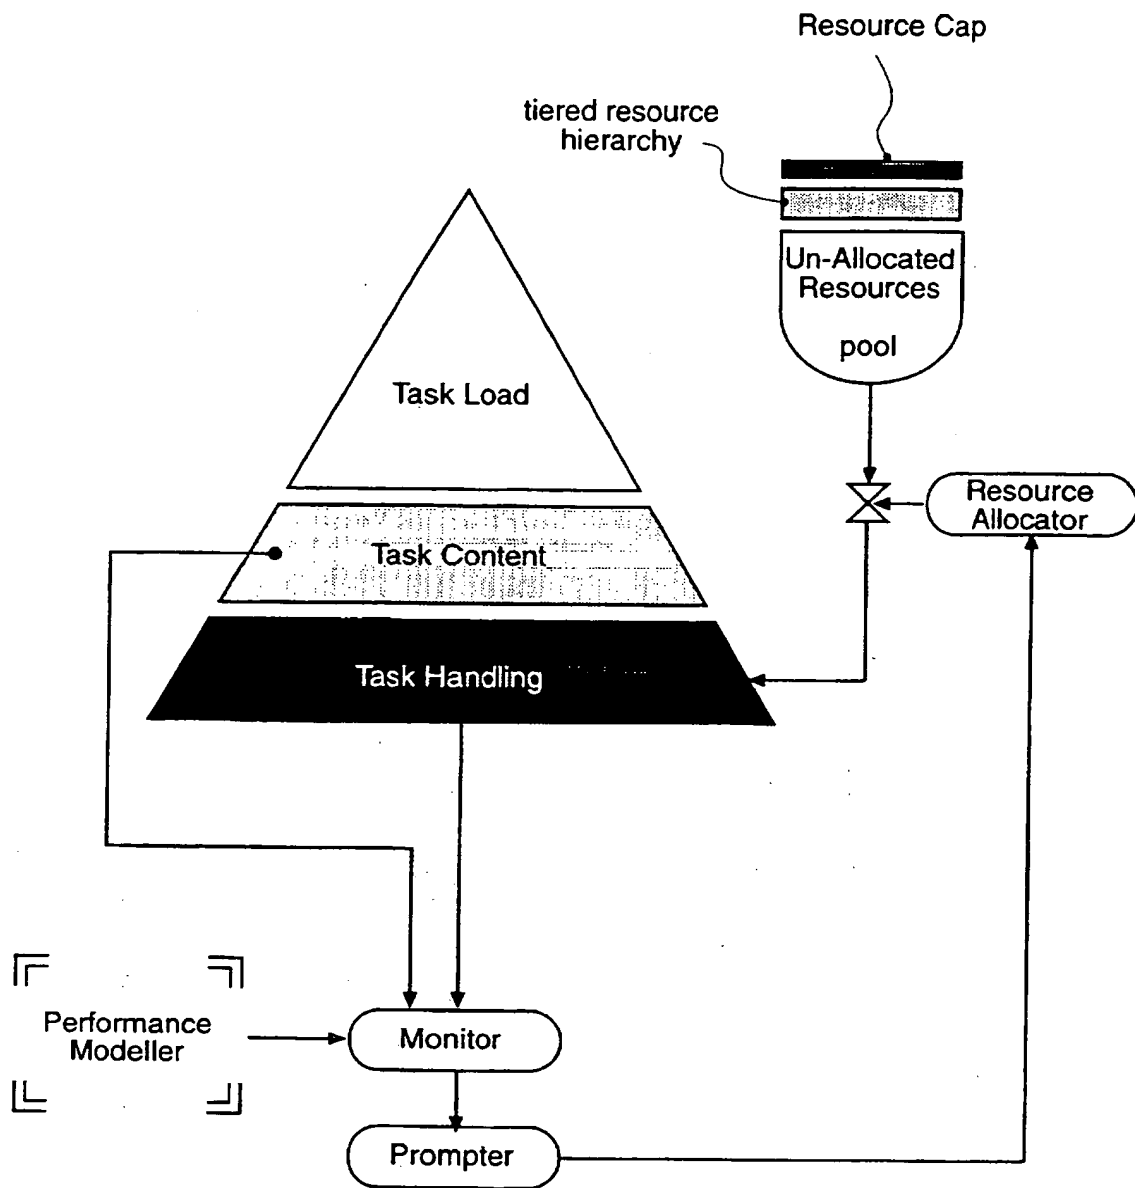 Resource Cap
tiered resource
hierarchy
Un-Allocated
Resources
pool
Task Load
Resource
Allocator
Task Content
Task Handling
Performance
Modeller
Monitor
Prompter